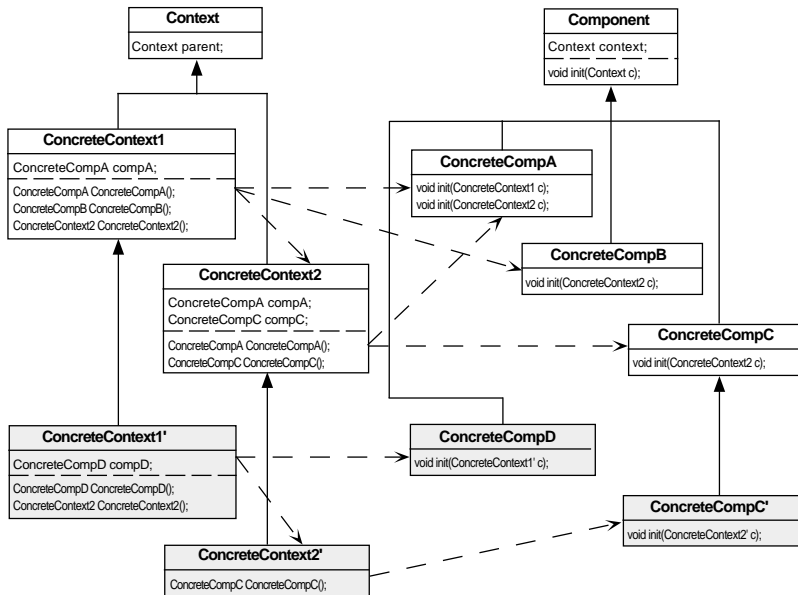 Context
Context parent;
Component
Context context;
void init(Context c);
ConcreteContext1
ConcreteCompA compA;
ConcreteCompA ConcreteCompA();
ConcreteCompB ConcreteCompB();
ConcreteContext2 ConcreteContext2();
ConcreteCompA
void init(ConcreteContext1 c);
void init(ConcreteContext2 c);
ConcreteCompB
void init(ConcreteContext2 c);
ConcreteContext2
ConcreteCompA compA;
ConcreteCompC compC;
ConcreteCompA ConcreteCompA();
ConcreteCompC ConcreteCompC();
ConcreteCompC
void init(ConcreteContext2 c);
ConcreteContext1'
ConcreteCompD compD;
ConcreteCompD ConcreteCompD();
ConcreteContext2 ConcreteContext2();
ConcreteCompD
void init(ConcreteContext1' c);
ConcreteCompC'
void init(ConcreteContext2' c);
ConcreteContext2'
ConcreteCompC ConcreteCompC();